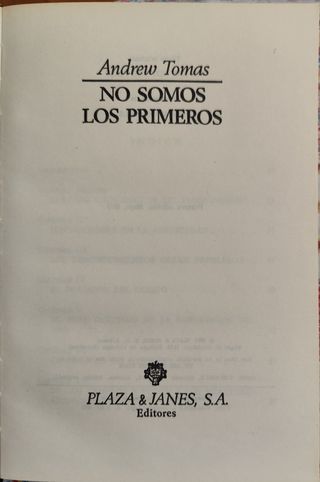 Andrew Tomas
NO SOMOS
LOS PRIMEROS
PLAZA & JANES, S.A.
Editores